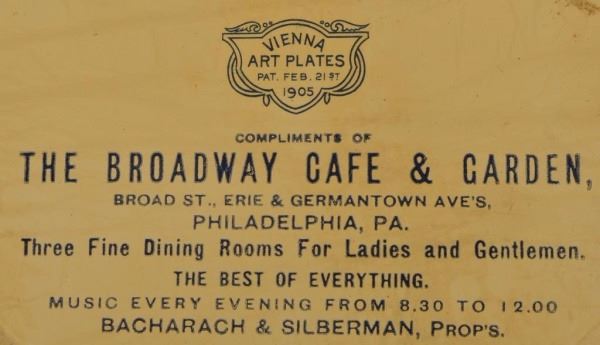 VIENNA
ART PLATES
PAT. FEB. 21ST
1905
COMPLIMENTS OF
THE BROADWAY CAFE & GARDEN,
BROAD ST., ERIE & GERMANTOWN AVE'S,
PHILADELPHIA, PA.
Three Fine Dining Rooms For Ladies and Gentlemen.
THE BEST OF EVERYTHING.
MUSIC EVERY EVENING FROM 8.30 TO 12.00
BACHARACH & SILBERMAN, PROP'S.